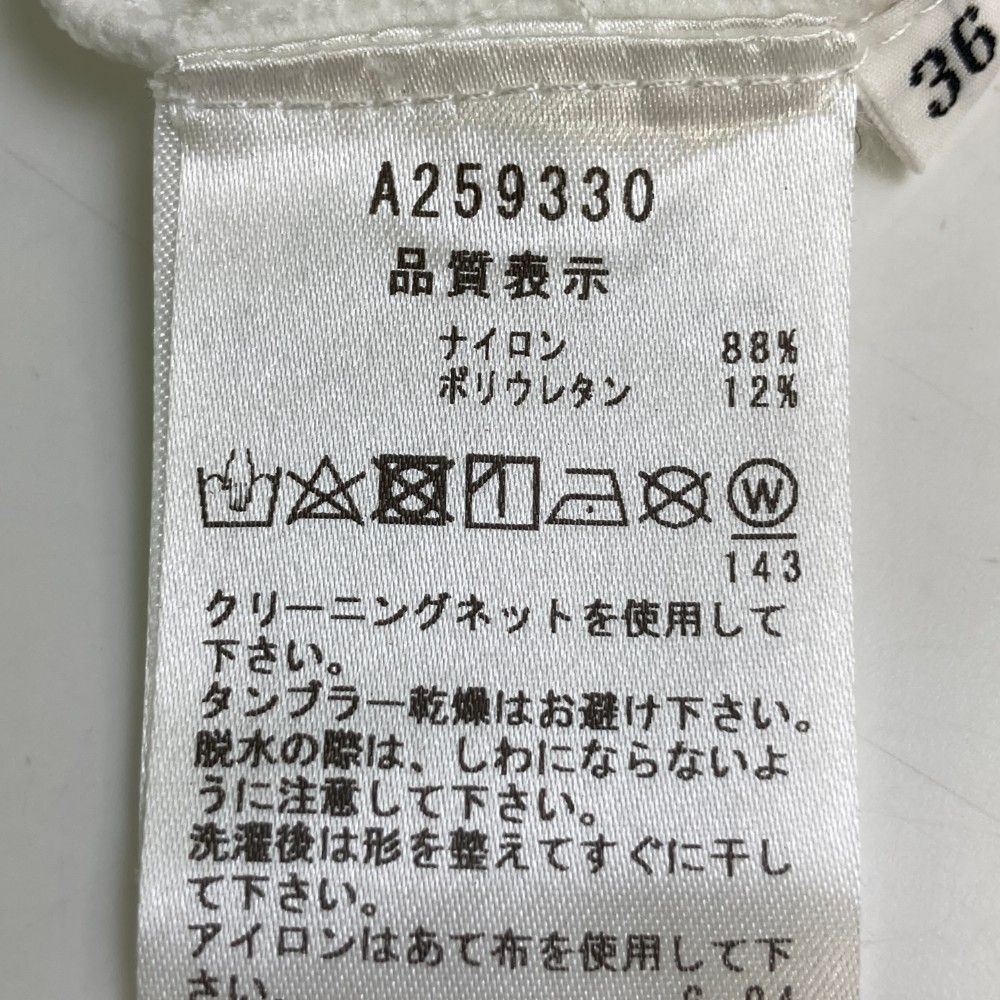 36
A259330
品質表示
ナイロン 88%
ポリウレタン 12%
W
143
クリーニングネットを使用して
下さい。
タンブラー乾燥はお避け下さい。
脱水の際は、しわにならないよ
うに注意して下さい。
洗濯後は形を整えてすぐに干し
て下さい。
アイロンはあて布を使用して下
さい。